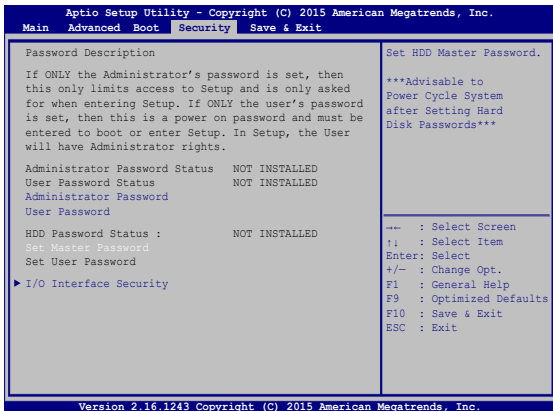 Aptio Setup Utility - Copyright (C) 2015 American Megatrends, Inc.
Main Advanced Boot Security Save & Exit
Password Description
If ONLY the Administrator's password is set, then
this only limits access to Setup and is only asked
for when entering Setup. If ONLY the user's password
is set, then this is a power on password and must be
entered to boot or enter Setup. In Setup, the User
will have Administrator rights.
Administrator Password Status NOT INSTALLED
User Password Status NOT INSTALLED
Administrator Password
User Password
HDD Password Status : NOT INSTALLED
Set Master Password
Set User Password
▶ I/O Interface Security
Set HDD Master Password.
***Advisable to
Power Cycle System
after Setting Hard
Disk Passwords***
→← : Select Screen
↑↓ : Select Item
Enter: Select
+/— : Change Opt.
F1 : General Help
F9 : Optimized Defaults
F10 : Save & Exit
ESC : Exit
Version 2.16.1243 Copyright (C) 2015 American Megatrends, Inc.